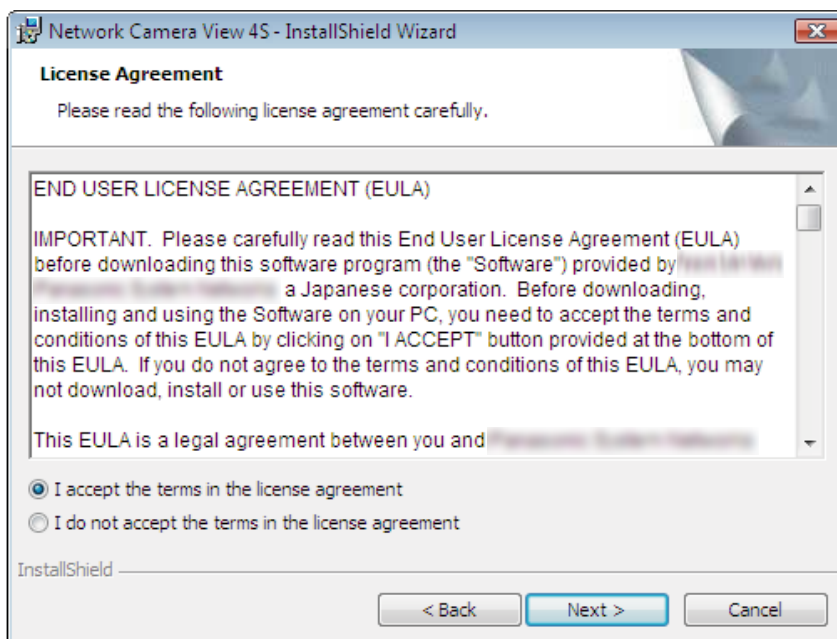 Network Camera View 4S - InstallShield Wizard
License Agreement
Please read the following license agreement carefully.
END USER LICENSE AGREEMENT (EULA)
IMPORTANT.  Please carefully read this End User License Agreement (EULA)
before downloading this software program (the "Software") provided by
a Japanese corporation.  Before downloading,
installing and using the Software on your PC, you need to accept the terms and
conditions of this EULA by clicking on "I ACCEPT" button provided at the bottom of
this EULA.  If you do not agree to the terms and conditions of this EULA, you may
not download, install or use this software.
This EULA is a legal agreement between you and
I accept the terms in the license agreement
I do not accept the terms in the license agreement
InstallShield
< Back
Next >
Cancel